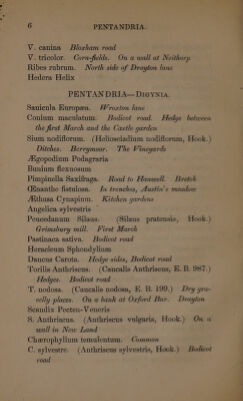 6 PENTANDRIA.
V. canina Bloxham road
V. tricolor. Corn-fields. On a wall at Neithorp
Ribes rubrum. North side of Drayton lane
Hedera Helix
PENTANDRIA—DIGYNIA.
Sanicula Europæa. Wroxton lane
Conium maculatum. Bodicot road. Hedge between
the first March and the Castle garden
Sium nodiflorum. (Helosciadium nodiflorum, Hook.)
Ditches. Berrymoor. The Vineyards
Ægopodium Podagraria
Bunium flexuosum
Pimpinella Saxifraga. Road to Hanwell. Bretch
Œnanthe fistulosa. In trenches, Austin's meadow
Æthusa Cynapium. Kitchen gardens
Angelica sylvestris
Peucedanum Silaus. (Silaus pratensis, Hook.)
Grimsbury mill. First March
Pastinaca sativa. Bodicot road
Heracleum Sphondylium
Daucus Carota. Hedge sides, Bodicot road
Torilis Anthriscus. (Caucalis Anthriscus, E. B. 987.)
Hedges. Bodicot road
T. nodosa. (Caucalis nodosa, E. B. 199.) Dry gra-
velly places. On a bank at Oxford Bar. Drayton
Scandix Pecten-Veneris
S. Anthriscus. (Anthriscus vulgaris, Hook.) On a
wall in New Land
Chærophyllum temulentum. Common
C. sylvestre. (Anthriscus sylvestris, Hook.) Bodicot
road